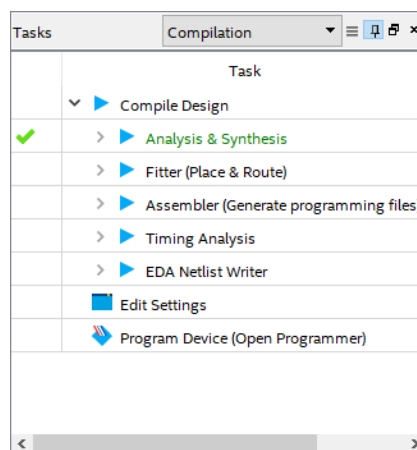 Tasks Compilation
Task
Compile Design
Analysis & Synthesis
Fitter (Place & Route)
Assembler (Generate programming files
Timing Analysis
EDA Netlist Writer
Edit Settings
Program Device (Open Programmer)